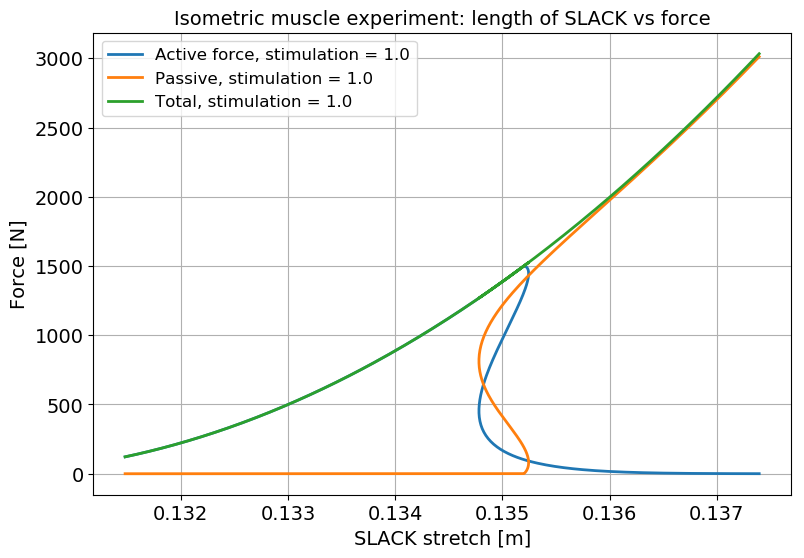 Isometric muscle experiment: length of SLACK vs force
Active force, stimulation = 1.0
Passive, stimulation = 1.0
Total, stimulation = 1.0
Force [N]
3000
2500
2000
1500
1000
500
0
0.132 0.133 0.134 0.135 0.136 0.137
SLACK stretch [m]